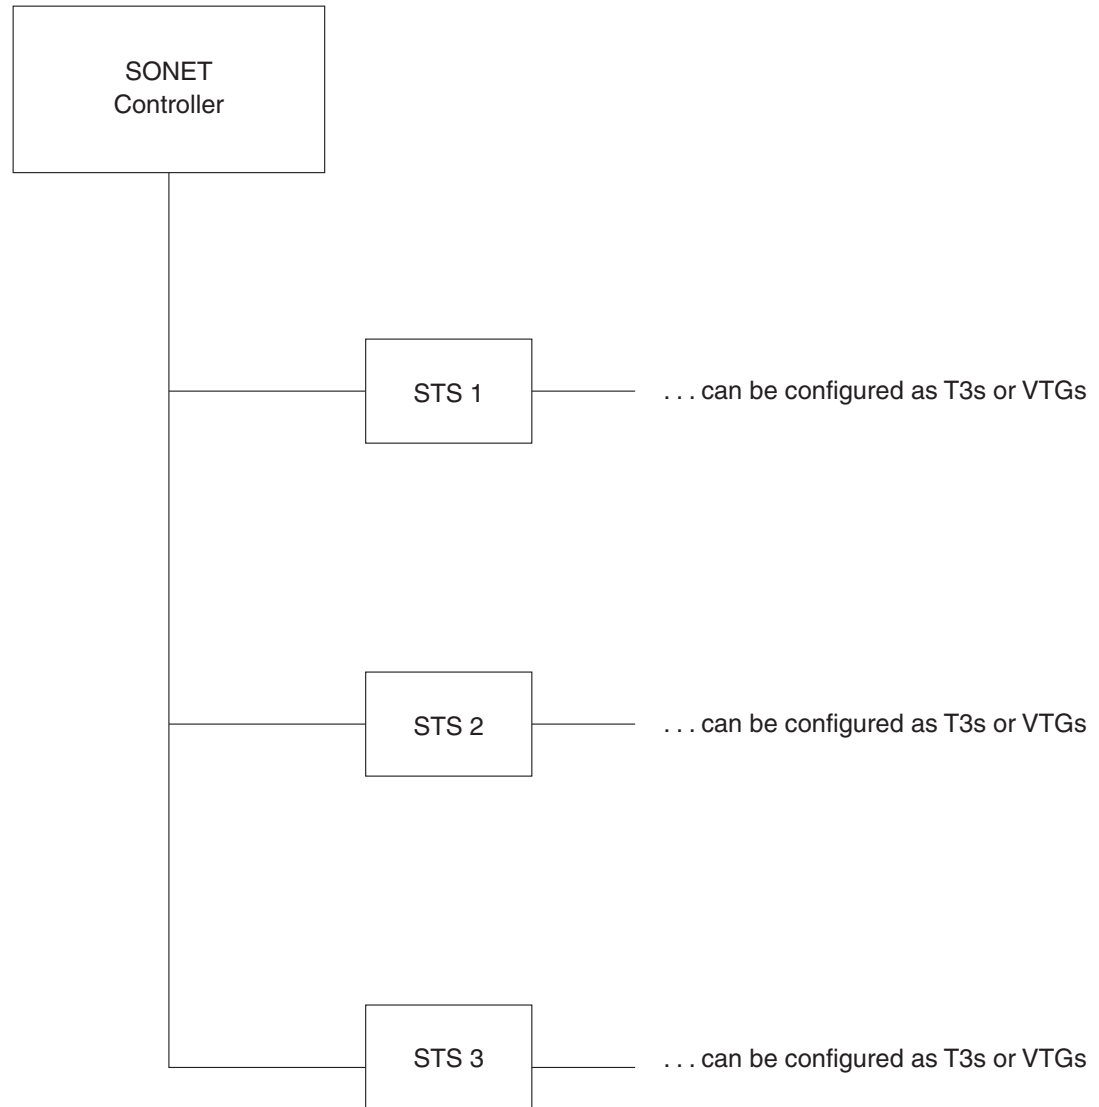 SONET
Controller
STS 1
. . . can be configured as T3s or VTGs
STS 2
. . . can be configured as T3s or VTGs
STS 3
. . . can be configured as T3s or VTGs